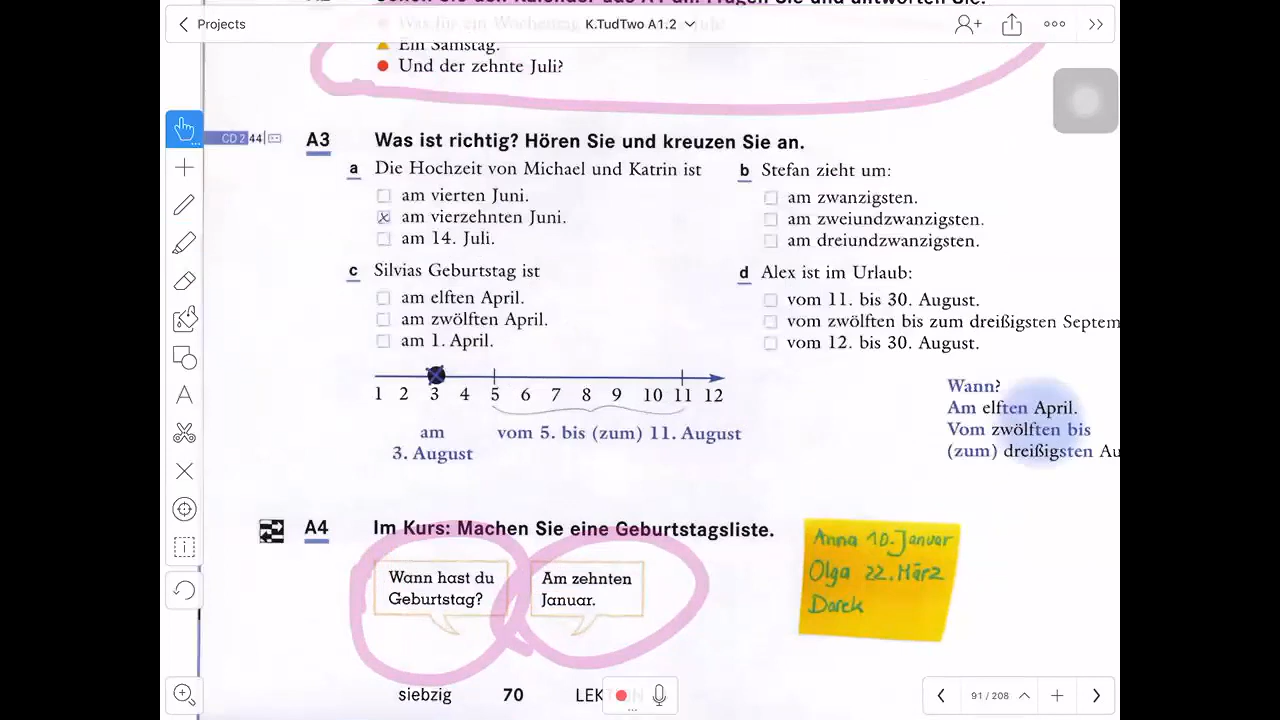 Projects
K.TudTwo A1.2
Ein Samstag.
Und der zehnte Juli?
CD 2 44
A3 Was ist richtig? Hören Sie und kreuzen Sie an.
a Die Hochzeit von Michael und Katrin ist
am vierten Juni.
x am vierzehnten Juni.
am 14. Juli.
b Stefan zieht um:
am zwanzigsten.
am zweiundzwanzigsten.
am dreiundzwanzigsten.
c Silvias Geburtstag ist
am elften April.
am zwölften April.
am 1. April.
d Alex ist im Urlaub:
vom 11. bis 30. August.
vom zwölften bis zum dreißigsten Septem
vom 12. bis 30. August.
1 2 3 4 5 6 7 8 9 10 11 12
am
3. August
vom 5. bis (zum) 11. August
Wann?
Am elften April.
Vom zwölften bis
(zum) dreißigsten Au
A4 Im Kurs: Machen Sie eine Geburtstagsliste.
Wann hast du
Geburtstag?
Am zehnten
Januar.
Anna 10. Januar
Olga 22. März
Darek
siebzig 70 LEK
91 / 208